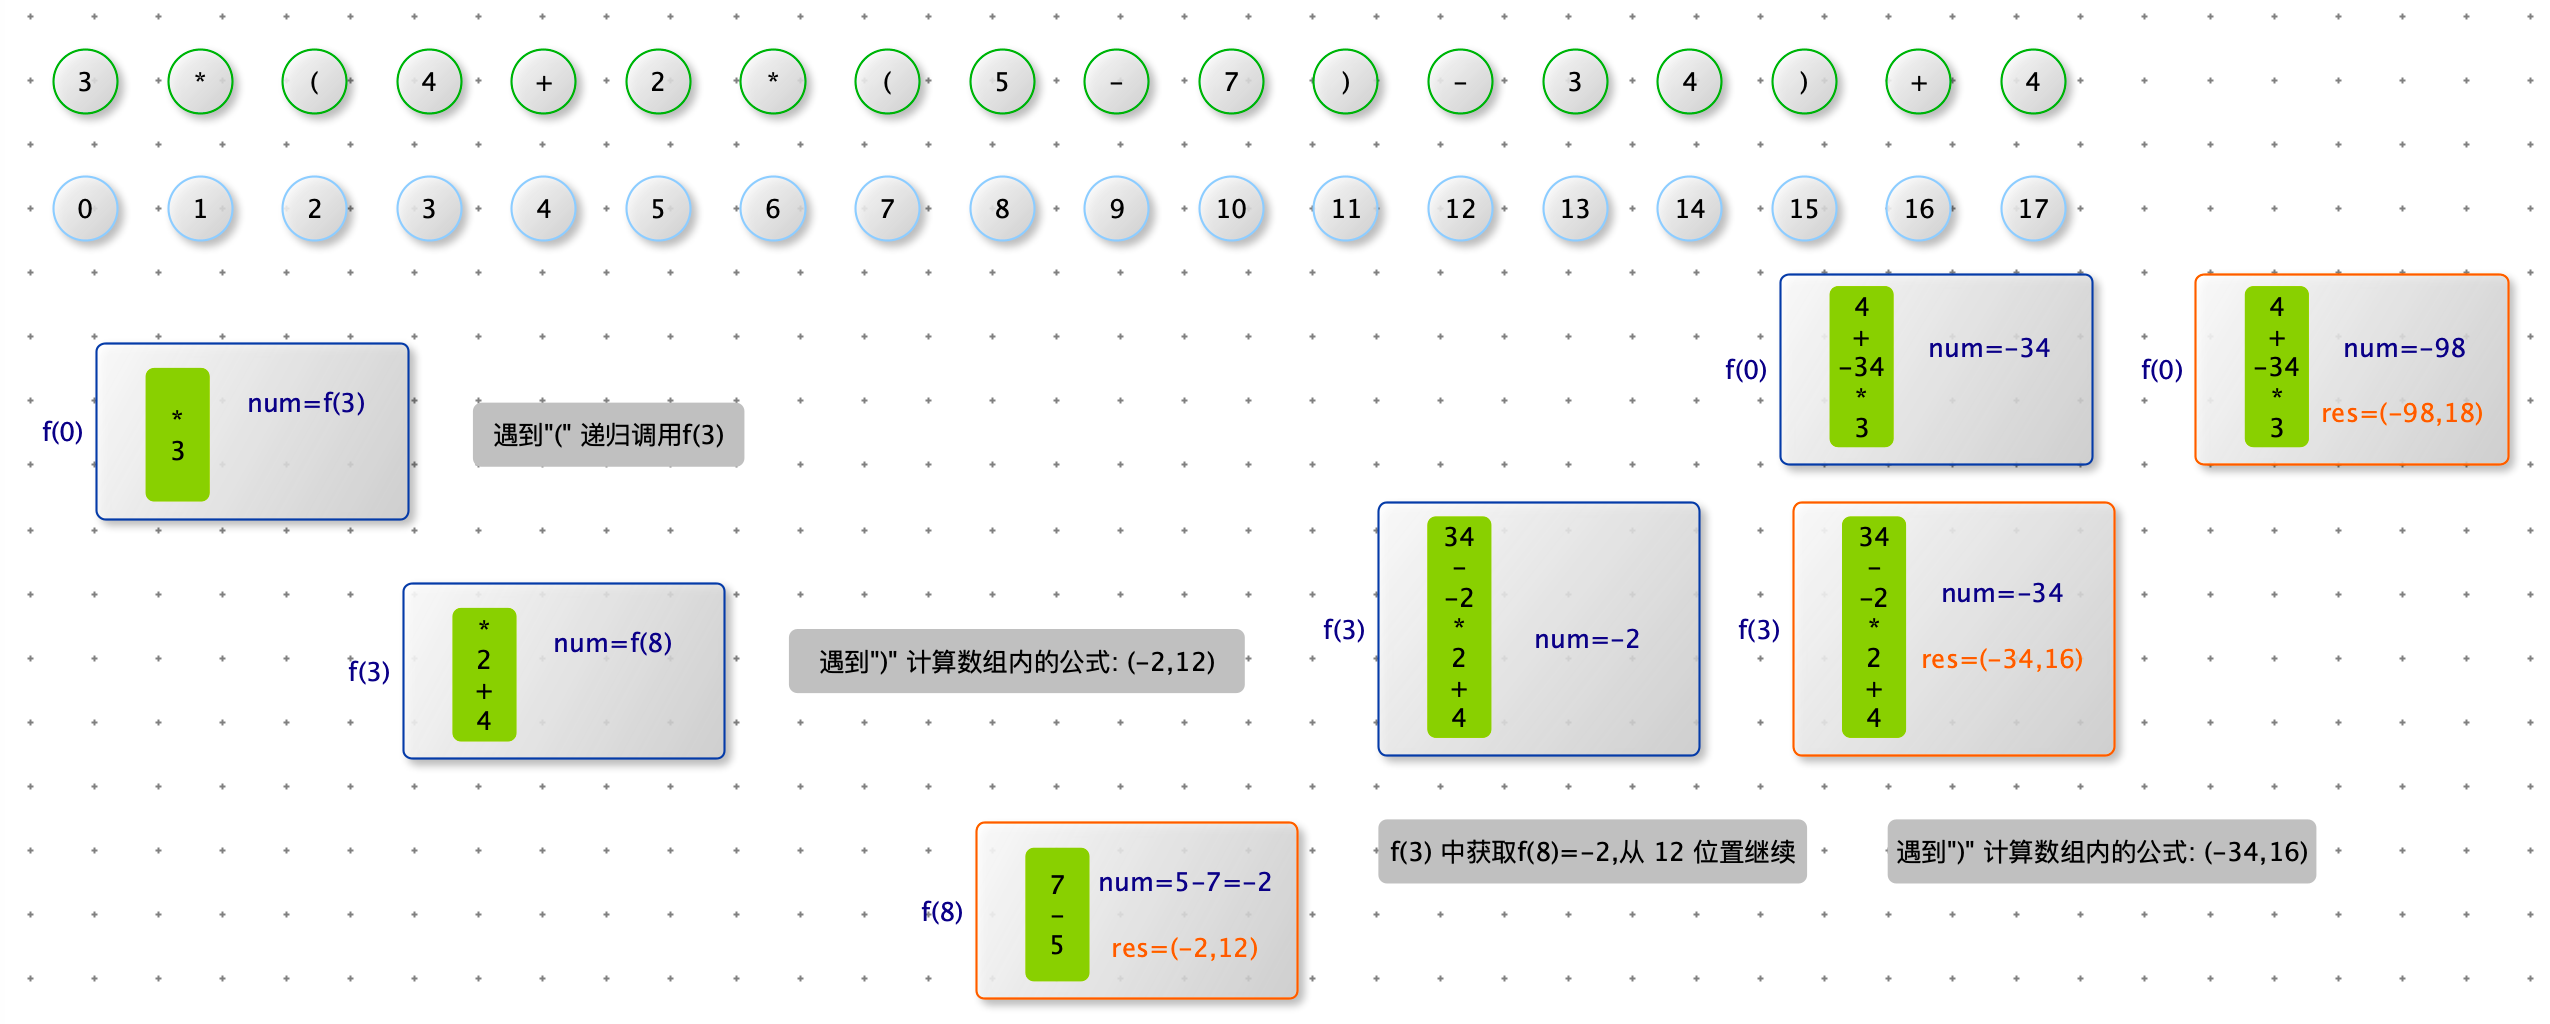 3 * ( 4 + 2 * ( 5 - 7 ) - 3 4 ) + 4
0 1 2 3 4 5 6 7 8 9 10 11 12 13 14 15 16 17
f(0)
*
3
num=f(3)
遇到"(" 递归调用f(3)
f(0)
4
+
-34
*
3
num=-34
f(0)
4
+
-34
*
3
num=-98
res=(-98,18)
f(3)
*
2
+
4
num=f(8)
遇到")" 计算数组内的公式: (-2,12)
f(3)
34
-
-2
*
2
+
4
num=-2
f(3)
34
-
-2
*
2
+
4
num=-34
res=(-34,16)
f(8)
7
-
5
num=5-7=-2
res=(-2,12)
f(3) 中获取f(8)=-2,从 12 位置继续
遇到")" 计算数组内的公式: (-34,16)